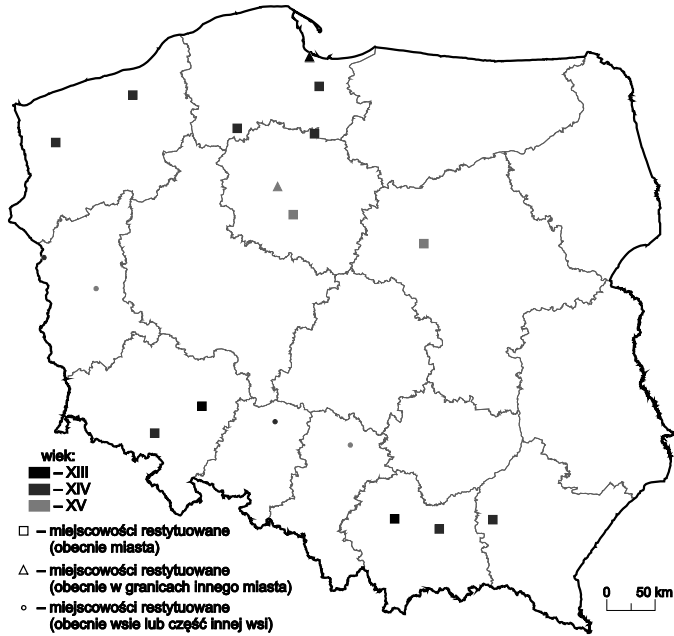 wiek:
– XIII
– XIV
– XV
– miejscowości restytuowane
(obecnie miasta)
– miejscowości restytuowane
(obecnie w granicach innego miasta)
– miejscowości restytuowane
(obecnie wsie lub część innej wsi)
0 50 km